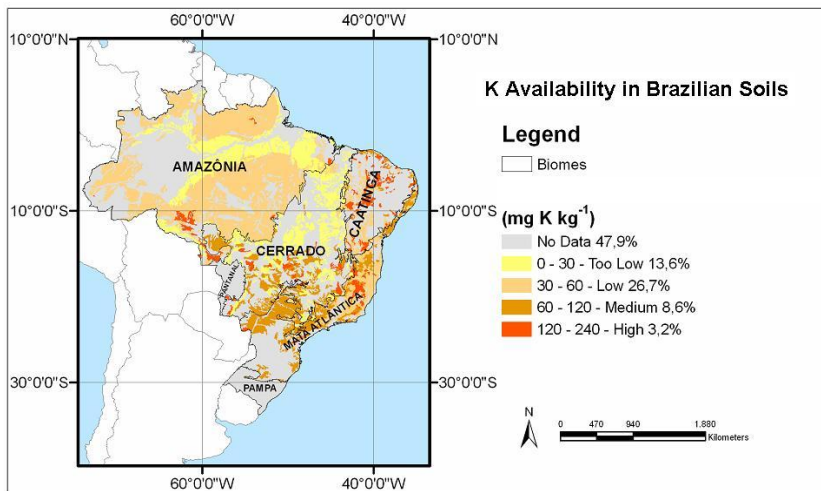 60°0'0"W 40°0'0"W
10°0'0"N 10°0'0"N
K Availability in Brazilian Soils
Legend
Biomes
AMAZÔNIA
CAATINGA
10°0'0"S 10°0'0"S
(mg K kg-1)
CERRADO
No Data 47,9%
0 - 30 - Too Low 13,6%
PANTANAL
30 - 60 - Low 26,7%
60 - 120 - Medium 8,6%
MATA ATLÂNTICA
120 - 240 - High 3,2%
30°0'0"S 30°0'0"S
PAMPA
N
0 470 940 1.880
Kilometers
60°0'0"W 40°0'0"W